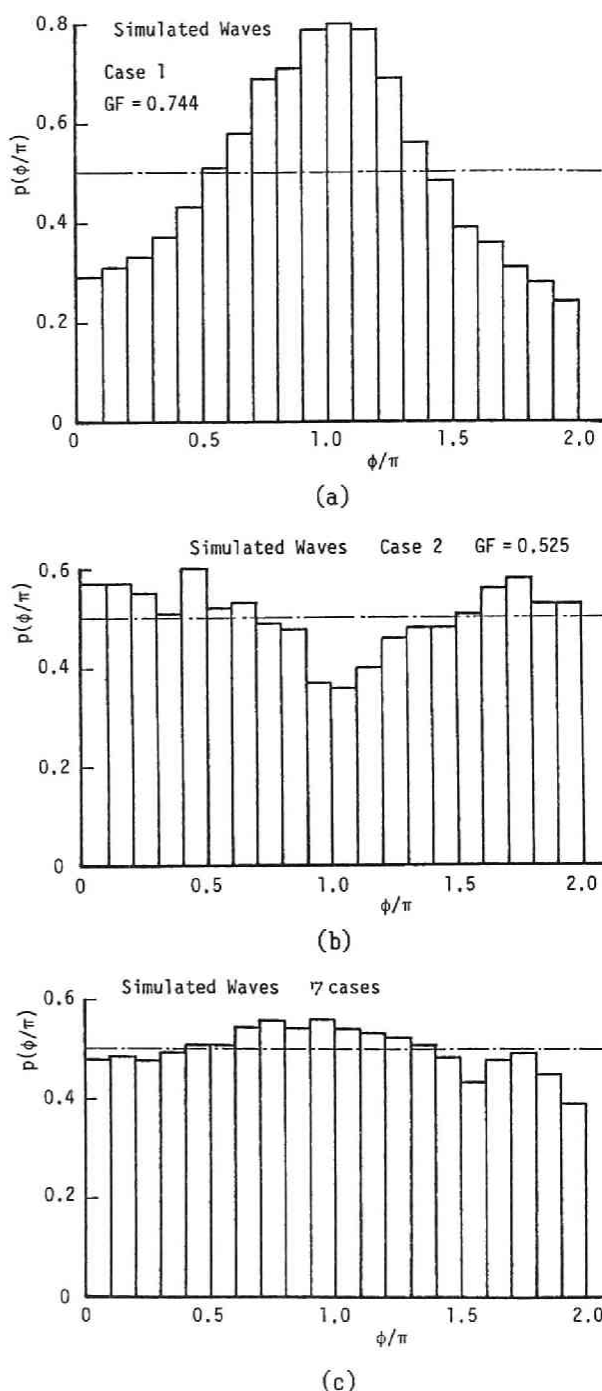 Simulated Waves
Case 1
GF = 0.744
p(φ/π)
0.8
0.6
0.4
0.2
0
0 0.5 1.0 1.5 2.0
φ/π
(a)
Simulated Waves Case 2 GF = 0.525
p(φ/π)
0.6
0.4
0.2
0
0 0.5 1.0 1.5 2.0
φ/π
(b)
Simulated Waves 7 cases
p(φ/π)
0.6
0.4
0.2
0
0 0.5 1.0 1.5 2.0
φ/π
(c)